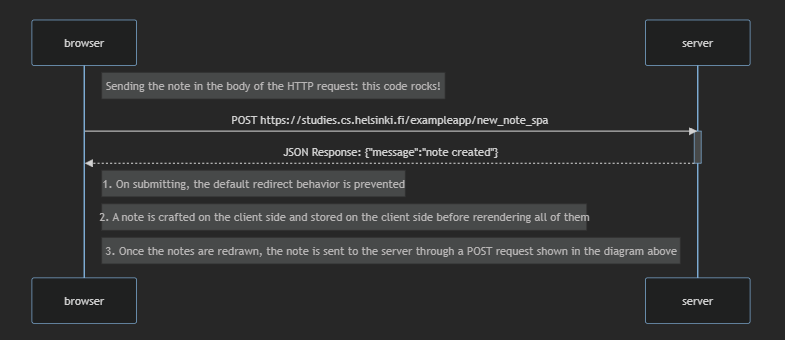 browser
server
Sending the note in the body of the HTTP request: this code rocks!
POST https://studies.cs.helsinki.fi/exampleapp/new_note_spa
JSON Response: {"message":"note created"}
1. On submitting, the default redirect behavior is prevented
2. A note is crafted on the client side and stored on the client side before rerendering all of them
3. Once the notes are redrawn, the note is sent to the server through a POST request shown in the diagram above
browser
server